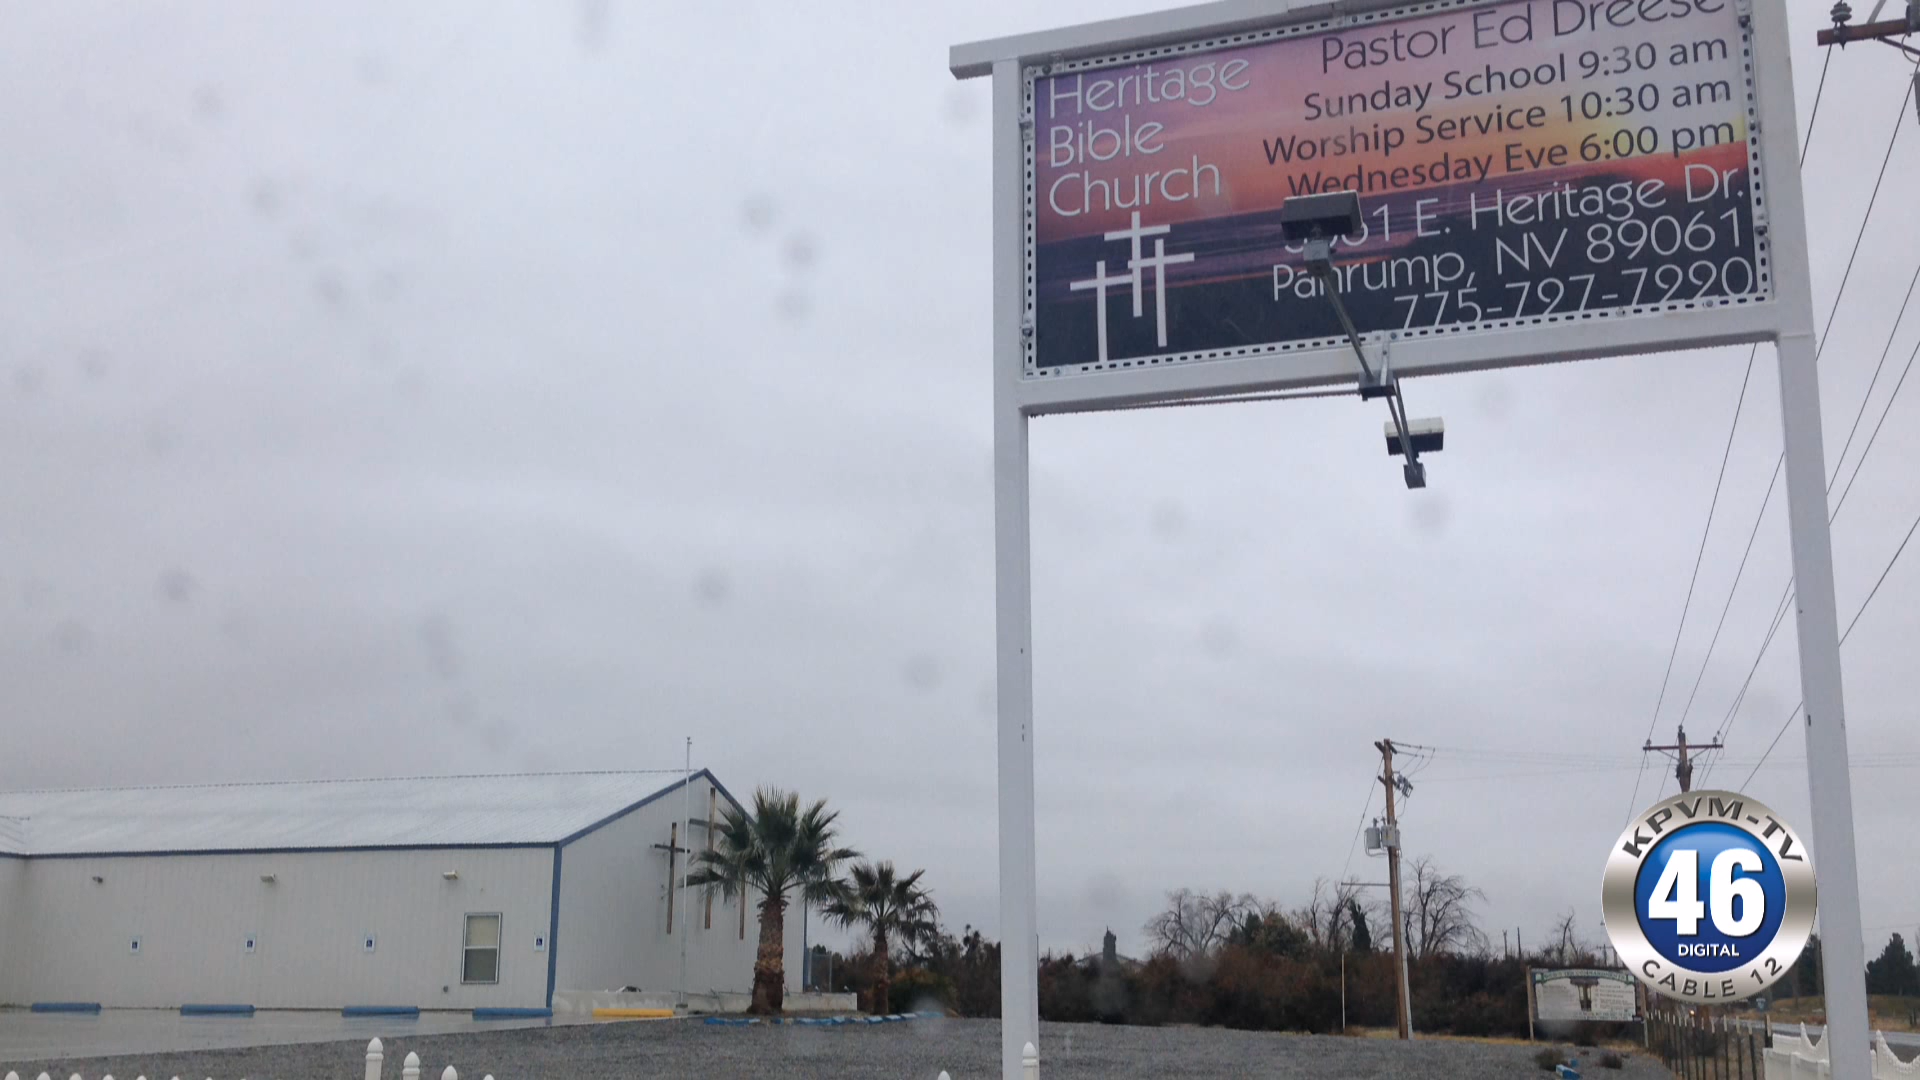 Heritage
Bible
Church
Pastor Ed Dreese
Sunday School 9:30 am
Worship Service 10:30 am
Wednesday Eve 6:00 pm
E. Heritage Dr.
Pahrump, NV 89061
775-727-7220
KPVM-TV
46
DIGITAL
CABLE 12